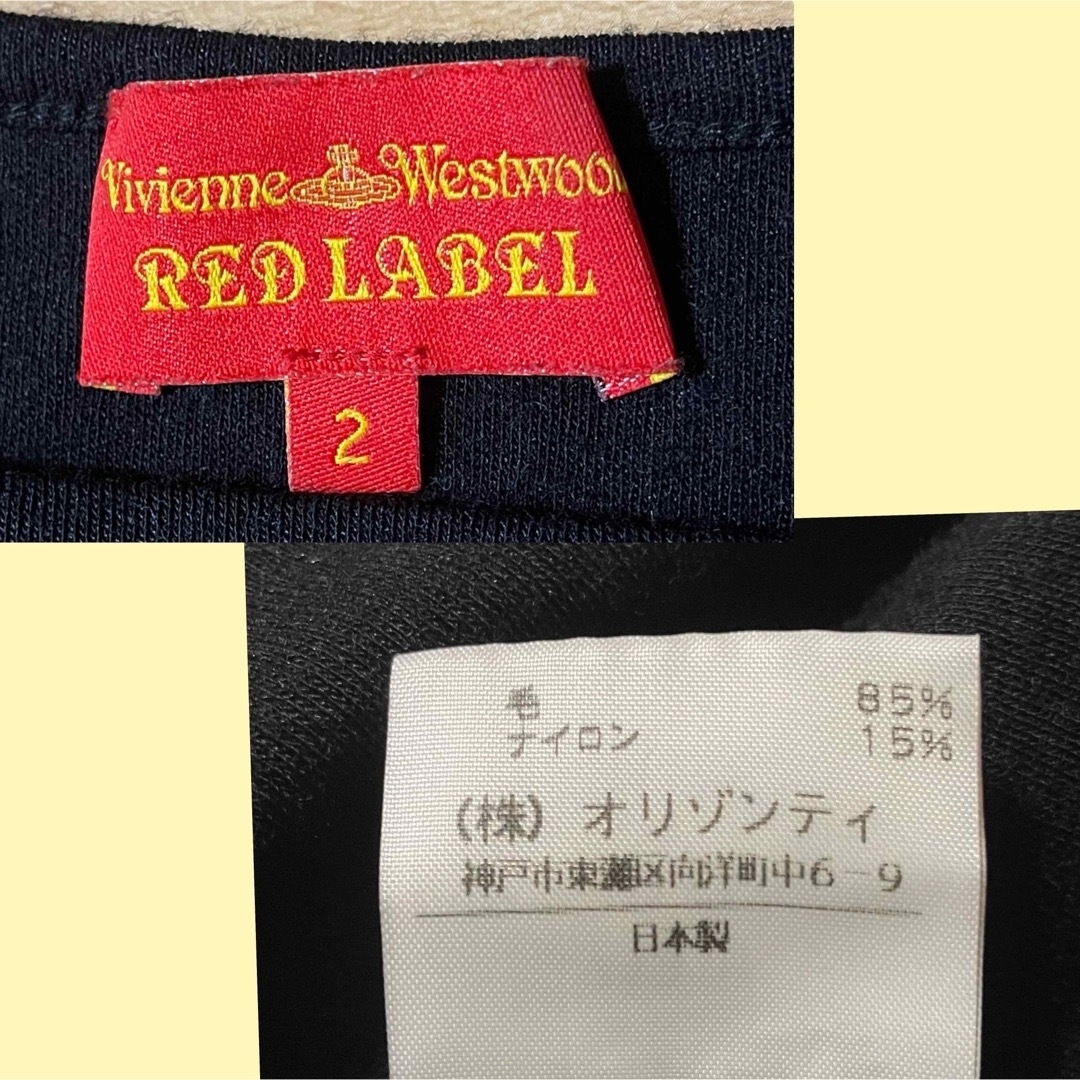 Vivienne Westwood
RED LABEL
2
毛 85%
ナイロン 15%
(株) オリゾンティ
神戸市東灘区向洋町中6-9
日本製